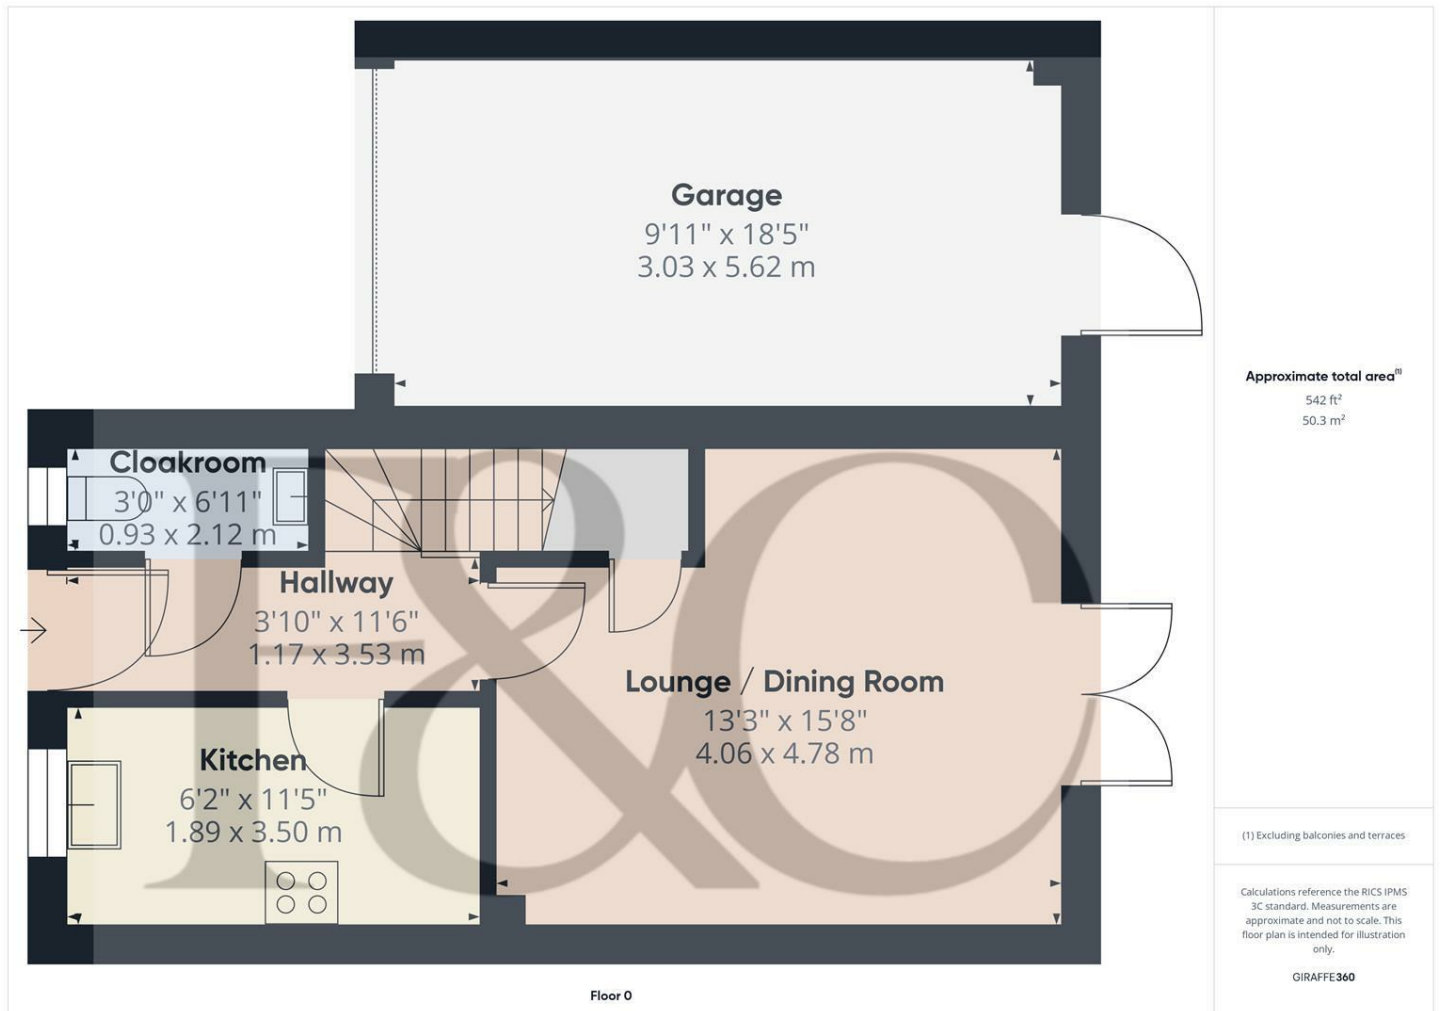 Garage
9'11" x 18'5"
3.03 x 5.62 m
Cloakroom
3'0" x 6'11"
0.93 x 2.12 m
Hallway
3'10" x 11'6"
1.17 x 3.53 m
Lounge / Dining Room
13'3" x 15'8"
4.06 x 4.78 m
Kitchen
6'2" x 11'5"
1.89 x 3.50 m
F&C
Floor 0
Approximate total area(1)
542 ft²
50.3 m²
(1) Excluding balconies and terraces
Calculations reference the RICS IPMS
3C standard. Measurements are
approximate and not to scale. This
floor plan is intended for illustration
only.
GIRAFFE360